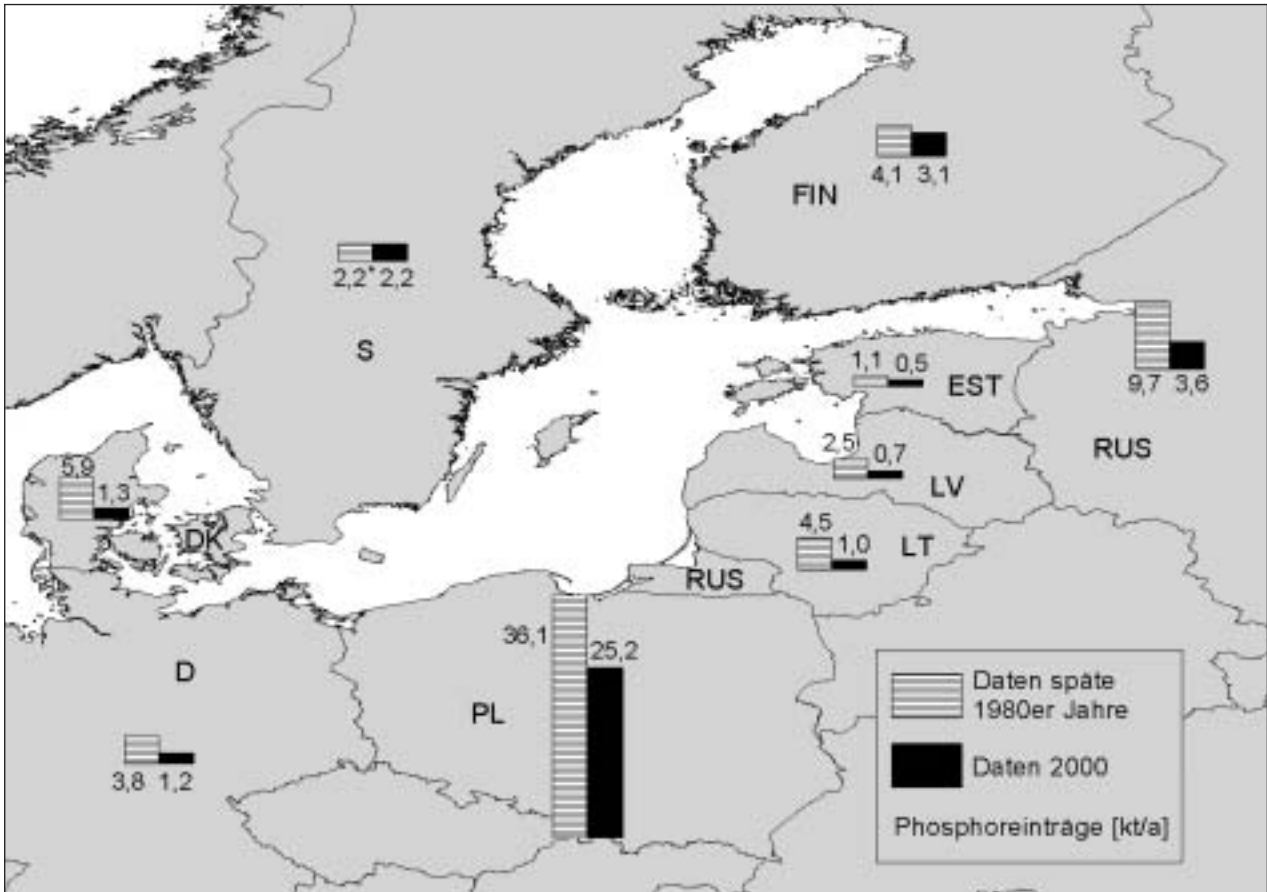 4,1 3,1
FIN
2,2* 2,2
S
9,7 3,6
1,1 0,5
EST
RUS
2,5 0,7
LV
5,9
1,3
DK
4,5 1,0
LT
RUS
36,1
25,2
D
PL
3,8 1,2
Daten späte
1980er Jahre
Daten 2000
Phosphoreinträge [kt/a]